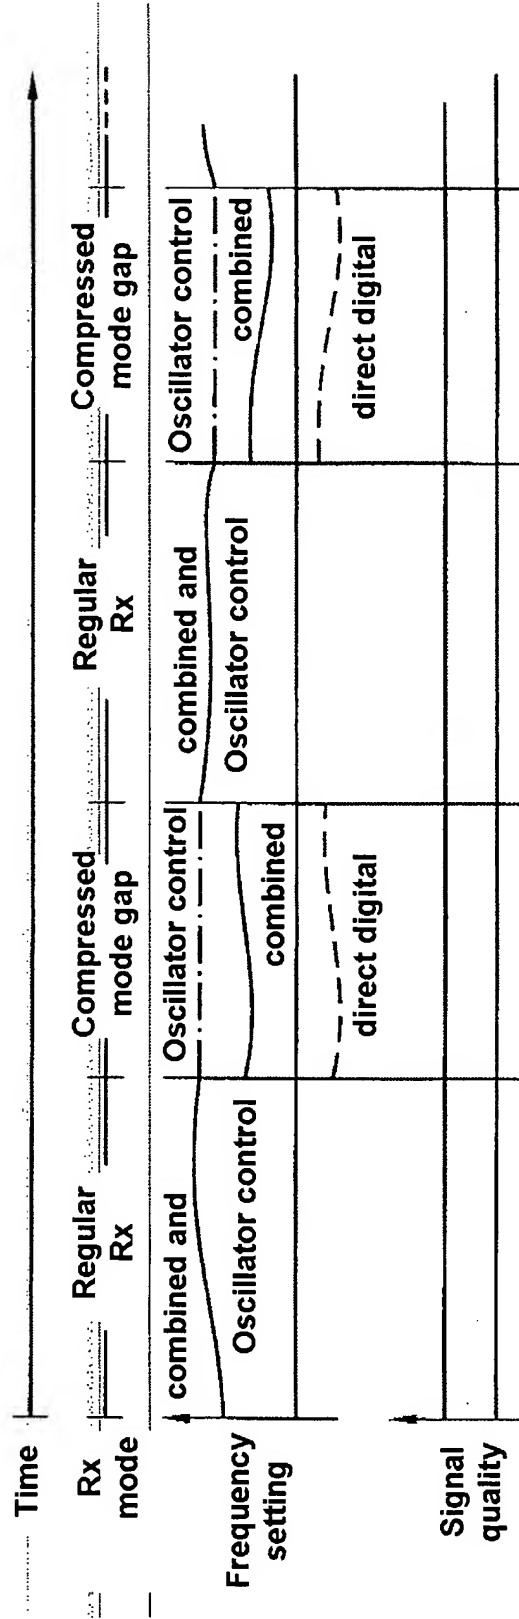 Time
Rx
mode
Regular
Rx
Compressed
mode gap
Regular
Rx
Compressed
mode gap
Frequency
setting
combined and
Oscillator control
Oscillator control
combined
direct digital
combined and
Oscillator control
Oscillator control
combined
direct digital
Signal
quality